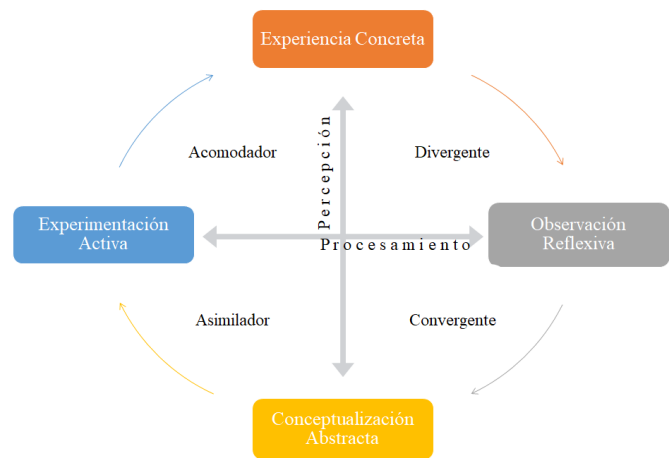 Experiencia Concreta
Percepción
Acomodador
Divergente
Experimentación
Activa
Procesamiento
Observación
Reflexiva
Asimilador
Convergente
Conceptualización
Abstracta